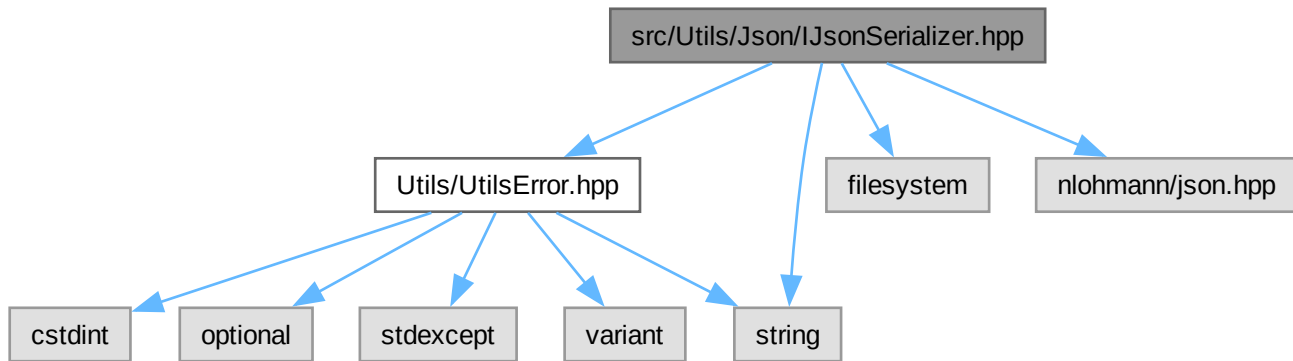 src/Utils/Json/IJsonSerializer.hpp
Utils/UtilsError.hpp
filesystem
nlohmann/json.hpp
cstdint
optional
stdexcept
variant
string